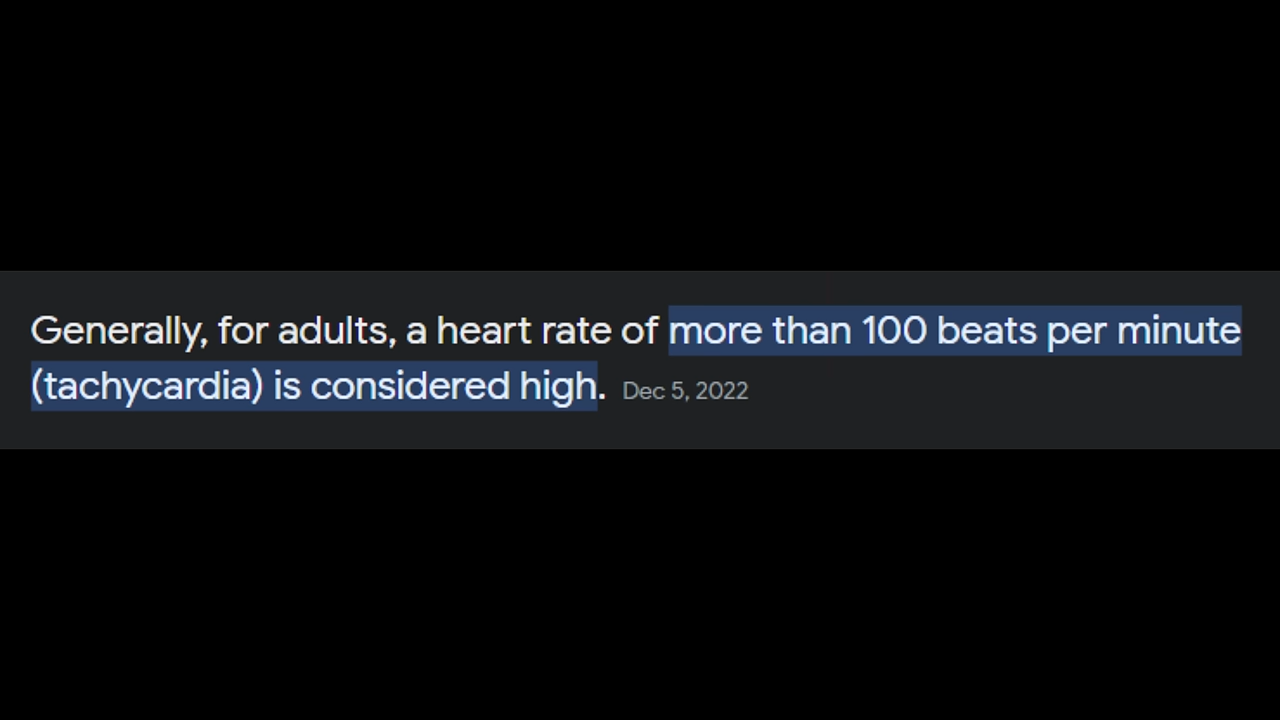 Generally, for adults, a heart rate of more than 100 beats per minute
(tachycardia) is considered high. Dec 5, 2022